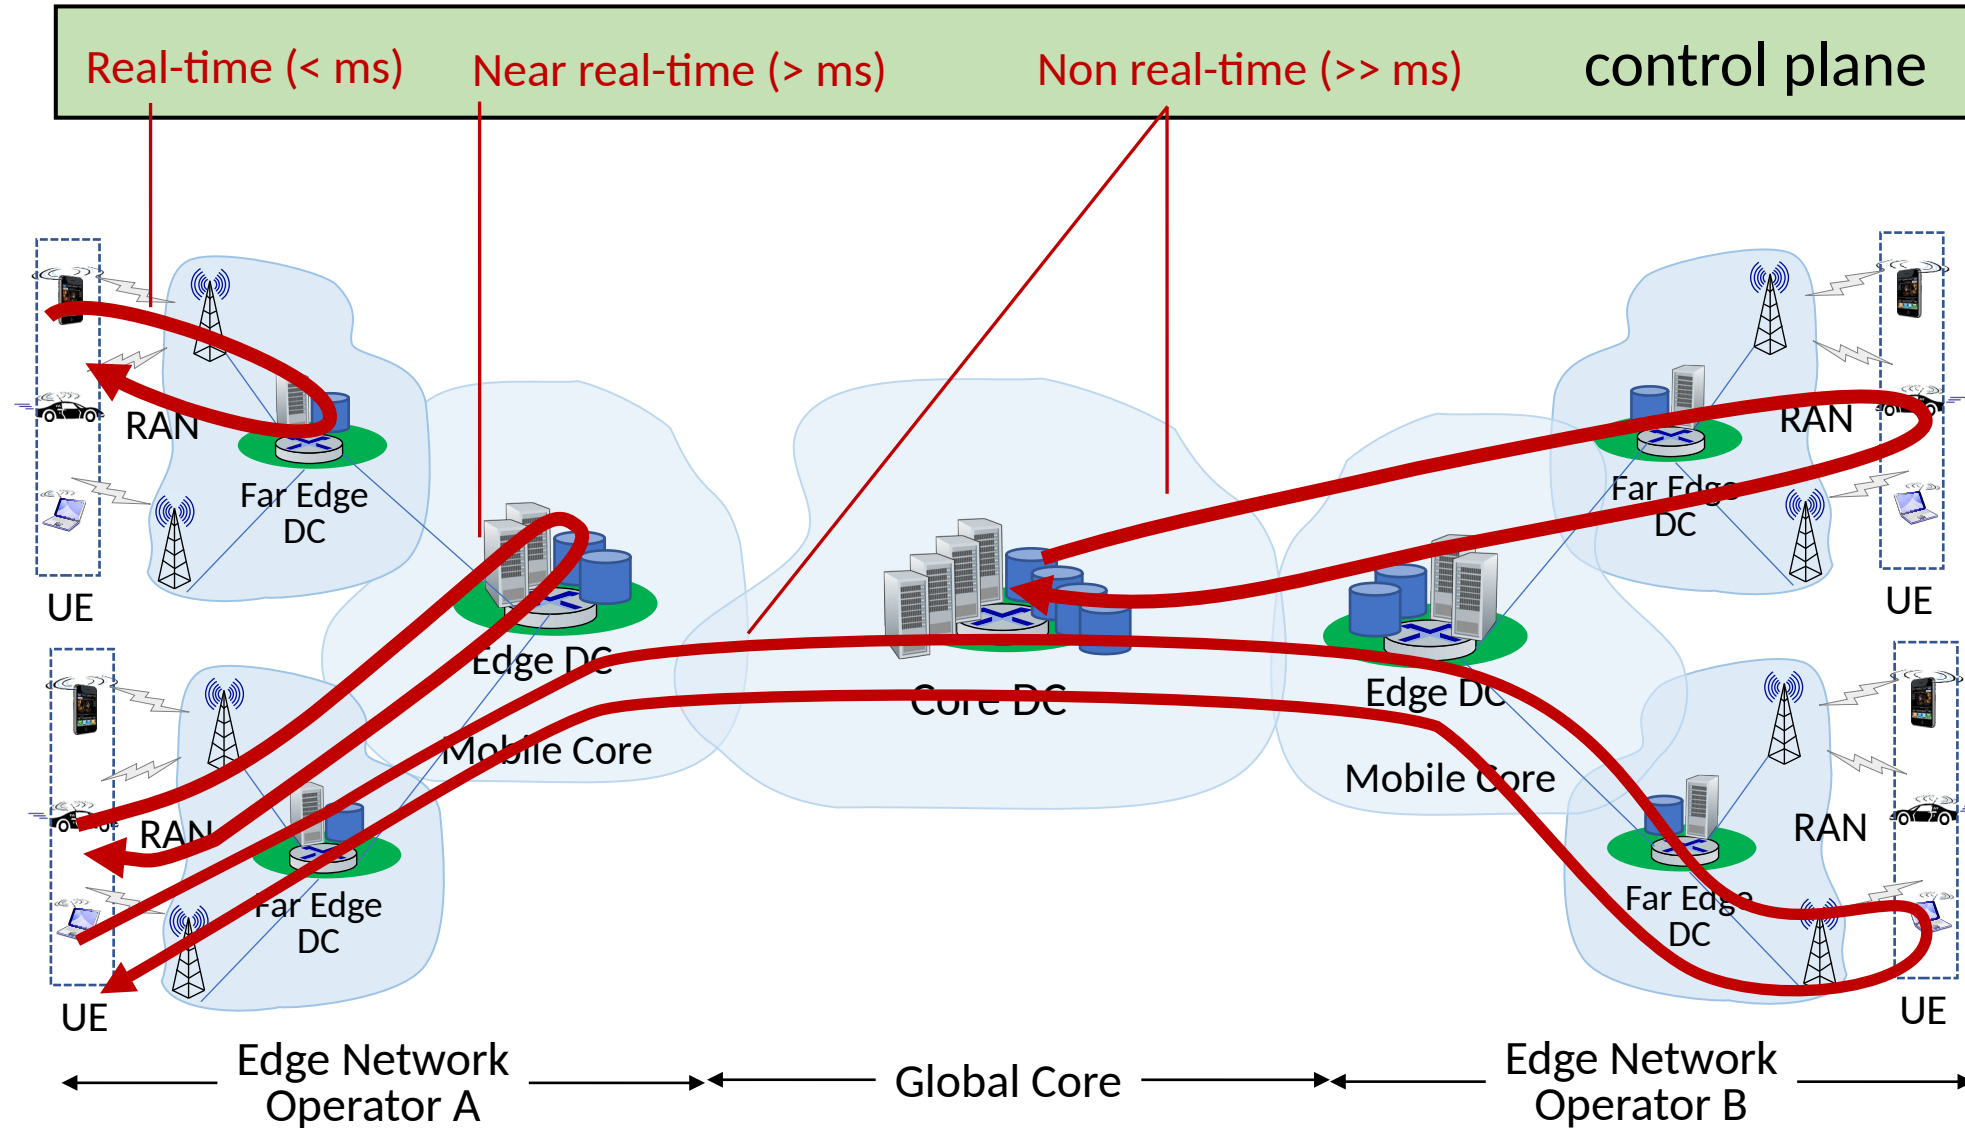 Real-time (< ms)
Near real-time (> ms)
Non real-time (>> ms)
control plane
RAN
Far Edge
DC
UE
Edge DC
Mobile Core
RAN
Far Edge
DC
UE
Core DC
RAN
Far Edge
DC
UE
Edge DC
Mobile Core
RAN
Far Edge
DC
UE
Edge Network
Operator A
Global Core
Edge Network
Operator B